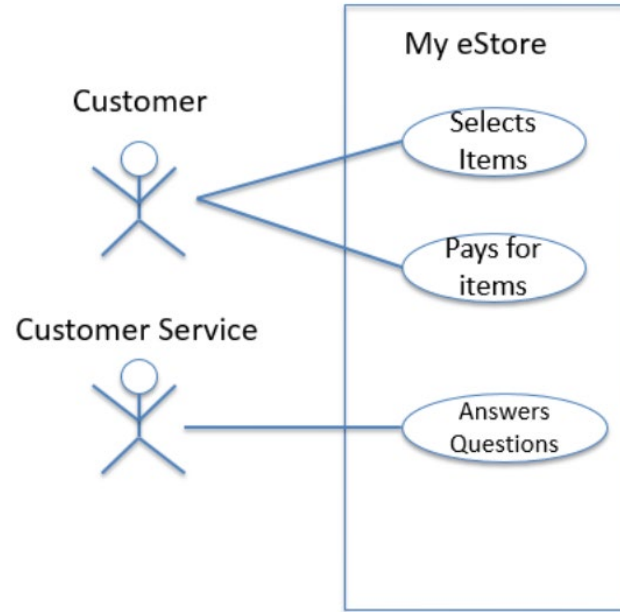 My eStore
Customer
Selects
Items
Pays for
items
Customer Service
Answers
Questions